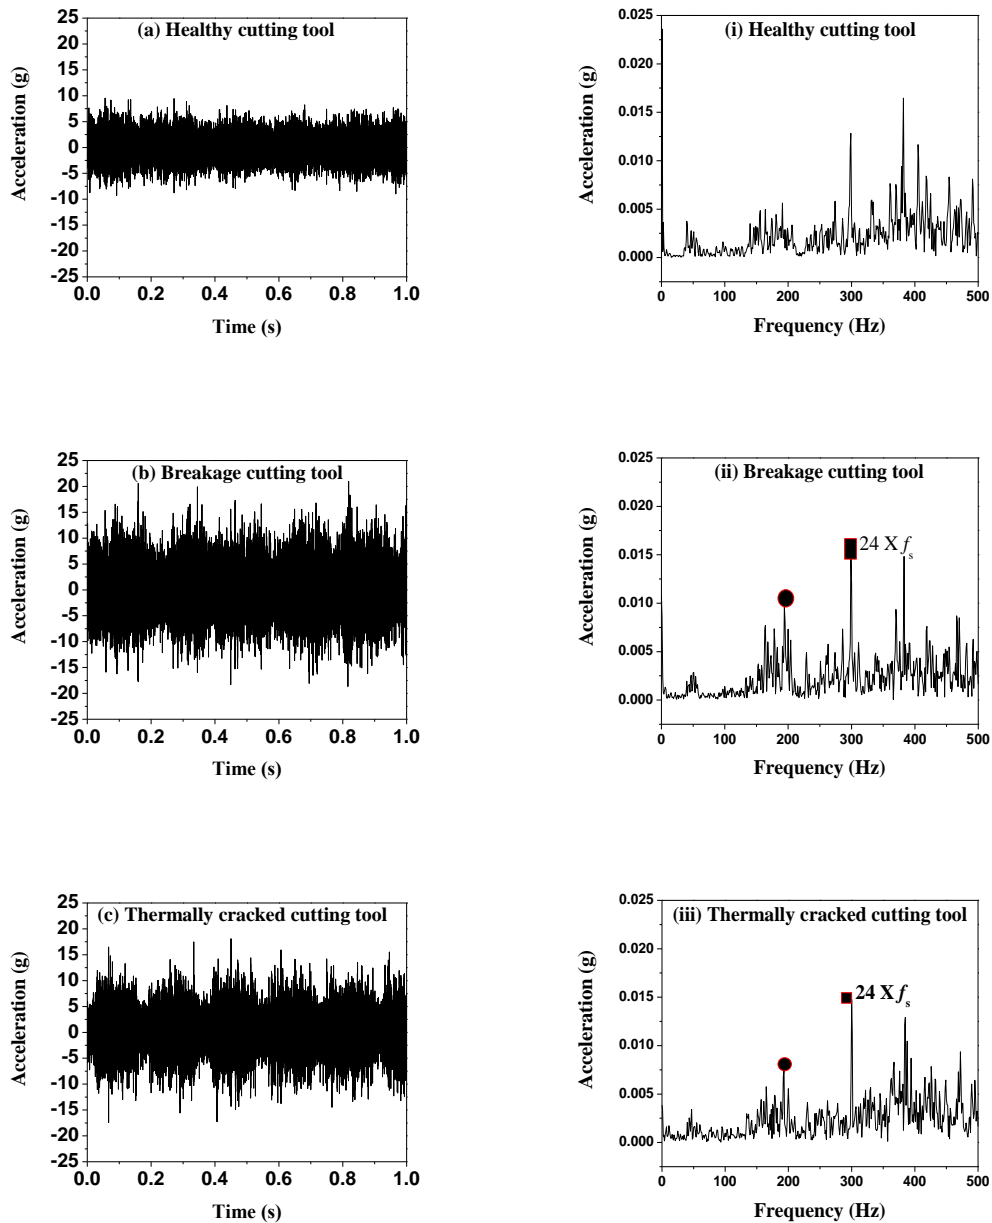 (a) Healthy cutting tool
25
20
15
10
5
0
-5
-10
-15
-20
-25
Acceleration (g)
0.0 0.2 0.4 0.6 0.8 1.0
Time (s)
(i) Healthy cutting tool
0.025
0.020
0.015
0.010
0.005
0.000
Acceleration (g)
0 100 200 300 400 500
Frequency (Hz)
(b) Breakage cutting tool
25
20
15
10
5
0
-5
-10
-15
-20
-25
Acceleration (g)
0.0 0.2 0.4 0.6 0.8 1.0
Time (s)
(ii) Breakage cutting tool
0.025
0.020
0.015
0.010
0.005
0.000
Acceleration (g)
24 X fs
0 100 200 300 400 500
Frequency (Hz)
(c) Thermally cracked cutting tool
25
20
15
10
5
0
-5
-10
-15
-20
-25
Acceleration (g)
0.0 0.2 0.4 0.6 0.8 1.0
Time (s)
(iii) Thermally cracked cutting tool
0.025
0.020
0.015
0.010
0.005
0.000
Acceleration (g)
24 X fs
0 100 200 300 400 500
Frequency (Hz)